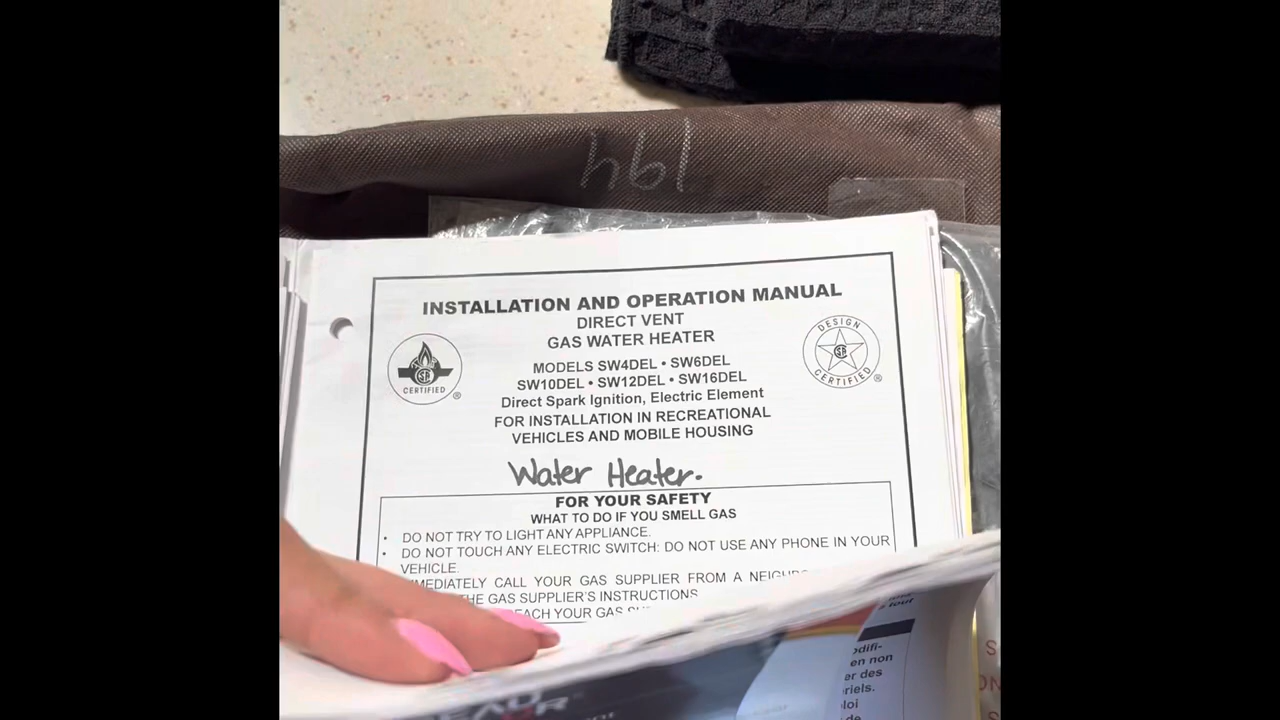 194
INSTALLATION AND OPERATION MANUAL
DIRECT VENT
GAS WATER HEATER
MODELS SW4DEL • SW6DEL
SW10DEL • SW12DEL • SW16DEL
Direct Spark Ignition, Electric Element
FOR INSTALLATION IN RECREATIONAL
VEHICLES AND MOBILE HOUSING
CERTIFIED ®
DESIGN CERTIFIED ®
Water Heater.
FOR YOUR SAFETY
WHAT TO DO IF YOU SMELL GAS
• DO NOT TRY TO LIGHT ANY APPLIANCE.
• DO NOT TOUCH ANY ELECTRIC SWITCH: DO NOT USE ANY PHONE IN YOUR
VEHICLE.
CALL YOUR GAS SUPPLIER FROM A
THE GAS SUPPLIER'S INSTRUCTIONS
YOUR GAS
tout
en non
des